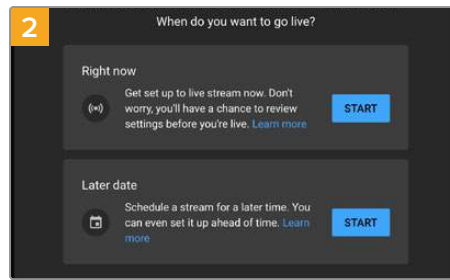 2
When do you want to go live?
Right now
Get set up to live stream now. Don't
worry, you'll have a chance to review
settings before you're live. Learn more
START
Later date
Schedule a stream for a later time. You
can even set it up ahead of time. Learn
more
START